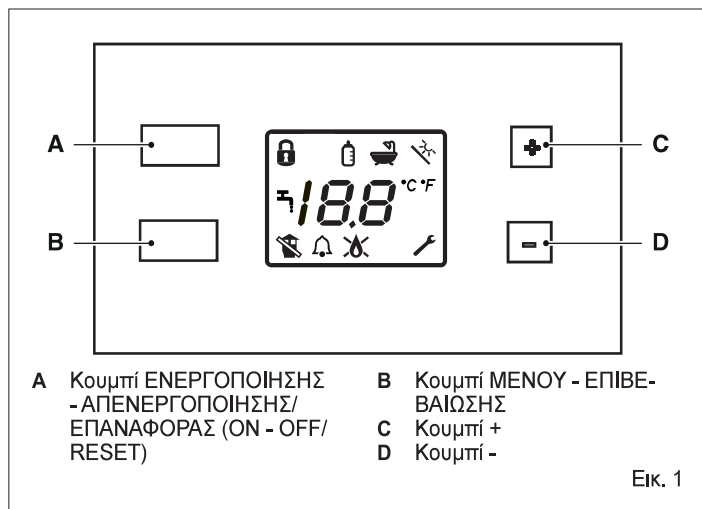 A
B
C
D
18.8 °C °F
A Κουμπί ΕΝΕΡΓΟΠΟΙΗΣΗΣ
- ΑΠΕΝΕΡΓΟΠΟΙΗΣΗΣ/
ΕΠΑΝΑΦΟΡΑΣ (ON - OFF/
RESET)
B Κουμπί ΜΕΝΟΥ - ΕΠΙΒΕ-
ΒΑΙΩΣΗΣ
C Κουμπί +
D Κουμπί -
Εικ. 1